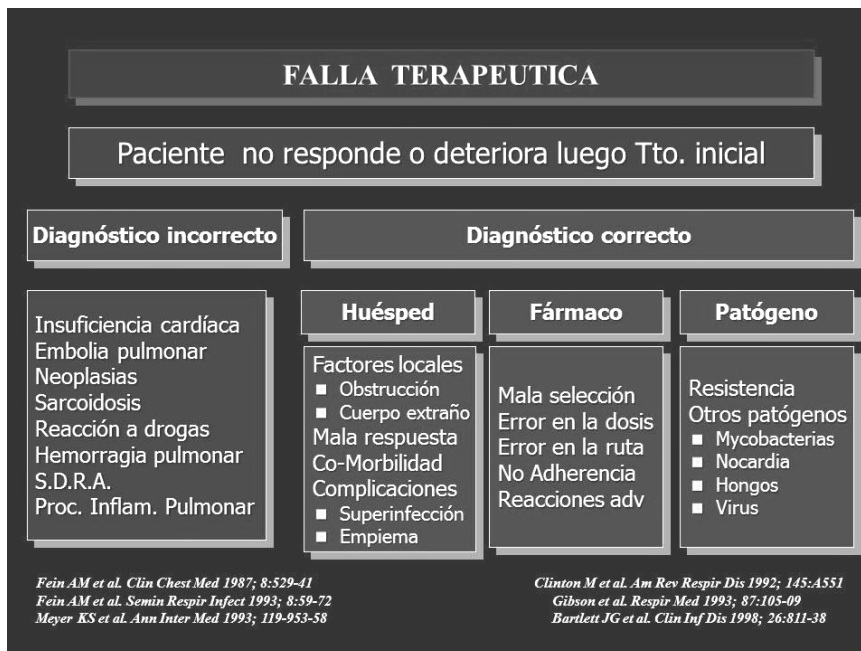 FALLA TERAPEUTICA
Paciente no responde o deteriora luego Tto. inicial
Diagnóstico incorrecto
Insuficiencia cardíaca
Embolia pulmonar
Neoplasias
Sarcoidosis
Reacción a drogas
Hemorragia pulmonar
S.D.R.A.
Proc. Inflam. Pulmonar
Diagnóstico correcto
Huésped
Factores locales
■ Obstrucción
■ Cuerpo extraño
Mala respuesta
Co-Morbilidad
Complicaciones
■ Superinfección
■ Empiema
Fármaco
Mala selección
Error en la dosis
Error en la ruta
No Adherencia
Reacciones adv
Patógeno
Resistencia
Otros patógenos
■ Mycobacterias
■ Nocardia
■ Hongos
■ Virus
Fein AM et al. Clin Chest Med 1987; 8:529-41
Fein AM et al. Semin Respir Infect 1993; 8:59-72
Meyer KS et al. Ann Inter Med 1993; 119-953-58
Clinton M et al. Am Rev Respir Dis 1992; 145:A551
Gibson et al. Respir Med 1993; 87:105-09
Bartlett JG et al. Clin Inf Dis 1998; 26:811-38